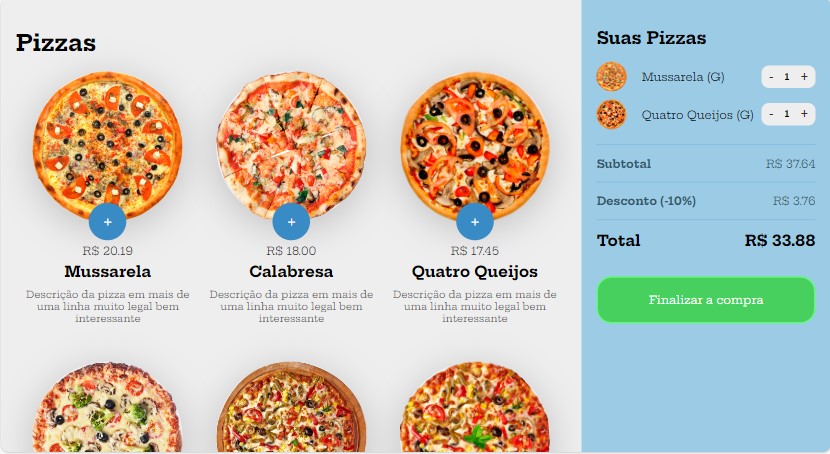 Pizzas
+
+
+
R$ 20.19
R$ 18.00
R$ 17.45
Mussarela
Calabresa
Quatro Queijos
Descrição da pizza em mais de
uma linha muito legal bem
interessante
Descrição da pizza em mais de
uma linha muito legal bem
interessante
Descrição da pizza em mais de
uma linha muito legal bem
interessante
Suas Pizzas
Mussarela (G) - 1 +
Quatro Queijos (G) - 1 +
Subtotal R$ 37.64
Desconto (-10%) R$ 3.76
Total R$ 33.88
Finalizar a compra